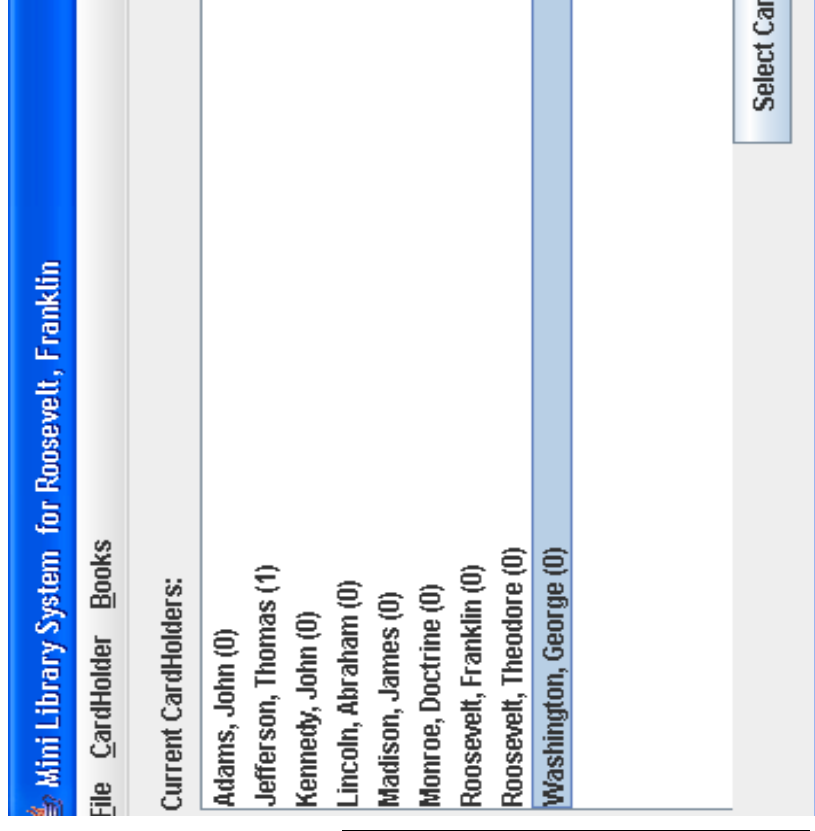 Mini Library System for Roosevelt, Franklin
File CardHolder Books
Current CardHolders:
Adams, John (0)
Jefferson, Thomas (1)
Kennedy, John (0)
Lincoln, Abraham (0)
Madison, James (0)
Monroe, Doctrine (0)
Roosevelt, Franklin (0)
Roosevelt, Theodore (0)
Washington, George (0)
Select Car